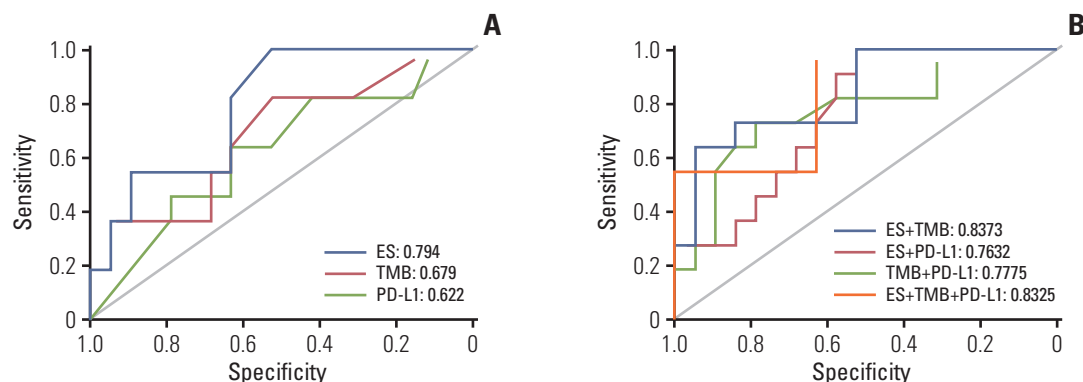 A
1.0
0.8
0.6
0.4
0.2
0
Sensitivity
1.0
0.8
0.6
0.4
0.2
0
Specificity
ES: 0.794
TMB: 0.679
PD-L1: 0.622
B
1.0
0.8
0.6
0.4
0.2
0
Sensitivity
1.0
0.8
0.6
0.4
0.2
0
Specificity
ES+TMB: 0.8373
ES+PD-L1: 0.7632
TMB+PD-L1: 0.7775
ES+TMB+PD-L1: 0.8325